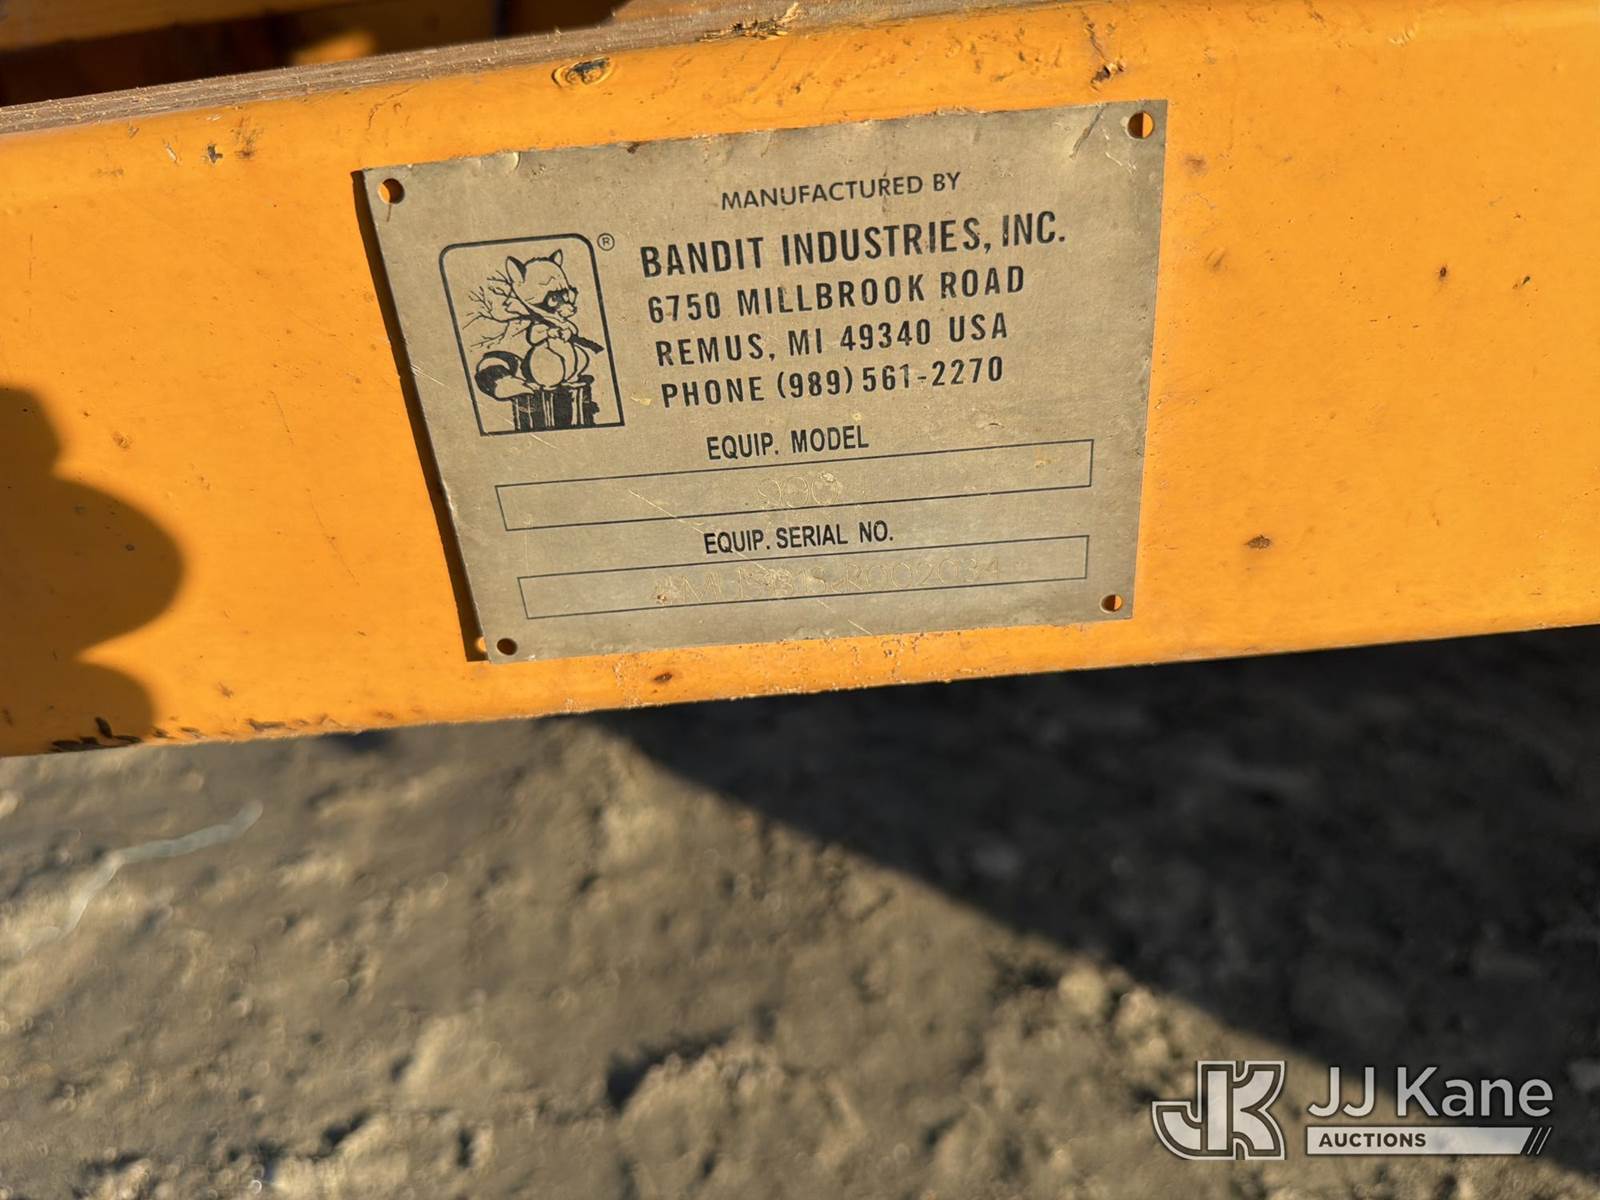 MANUFACTURED BY
®
BANDIT INDUSTRIES, INC.
6750 MILLBROOK ROAD
REMUS, MI 49340 USA
PHONE (989) 561-2270
EQUIP. MODEL
EQUIP. SERIAL NO.
JK JJ Kane
AUCTIONS